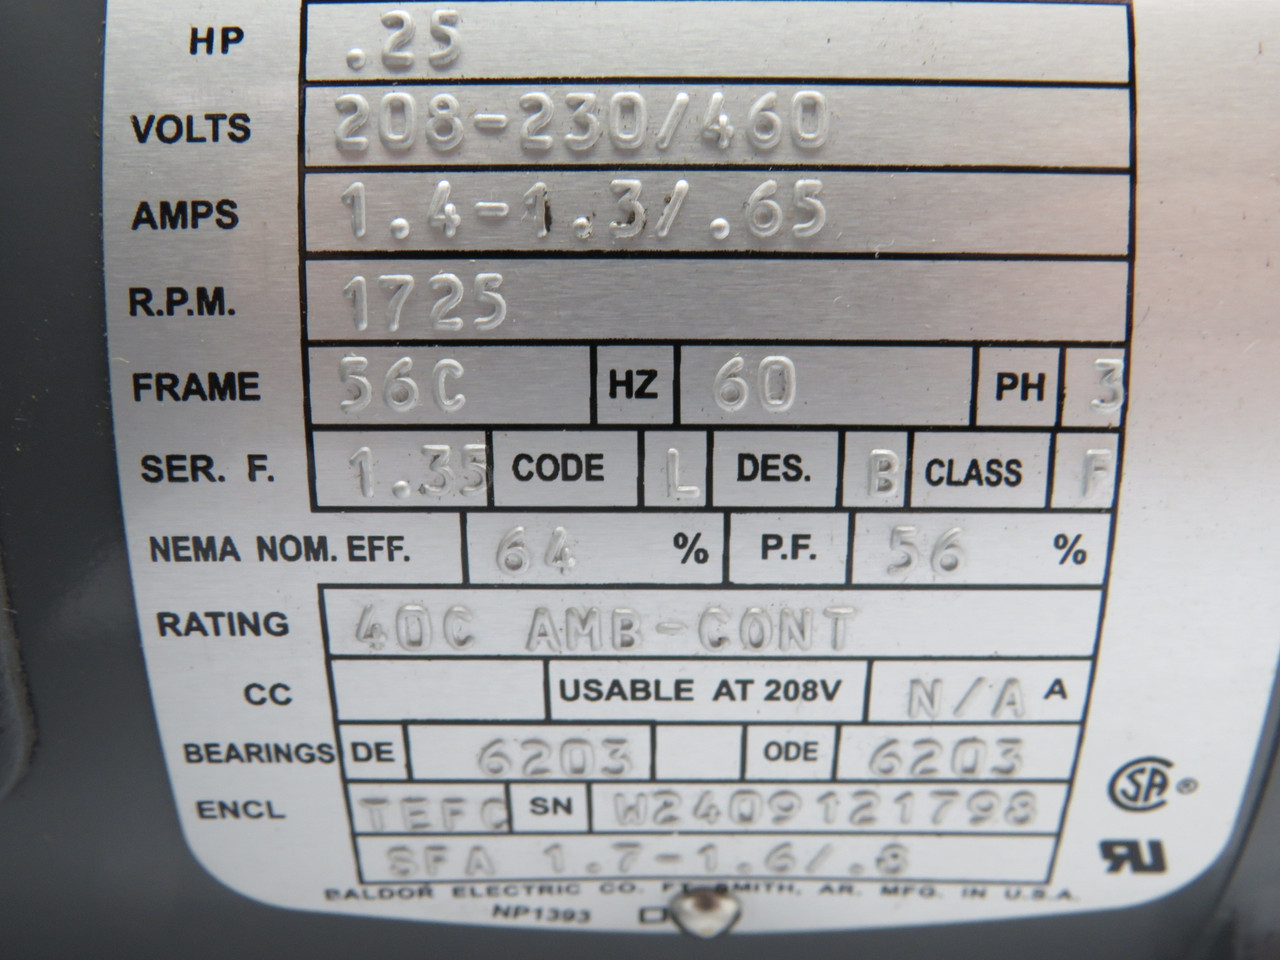 HP .25
VOLTS 208-230/460
AMPS 1.4-1.3/.65
R.P.M. 1725
FRAME 56C HZ 60 PH 3
SER. F. 1.35 CODE L DES. B CLASS F
NEMA NOM. EFF. 64 % P.F. 56 %
RATING 40C AMB-CONT
CC USABLE AT 208V N/A A
BEARINGS DE 6203 ODE 6203
ENCL TEFC SN W2409121798
SFA 1.7-1.6/.8
BALDOR ELECTRIC CO. FT. SMITH, AR. MFG. IN U.S.A.
NP1393